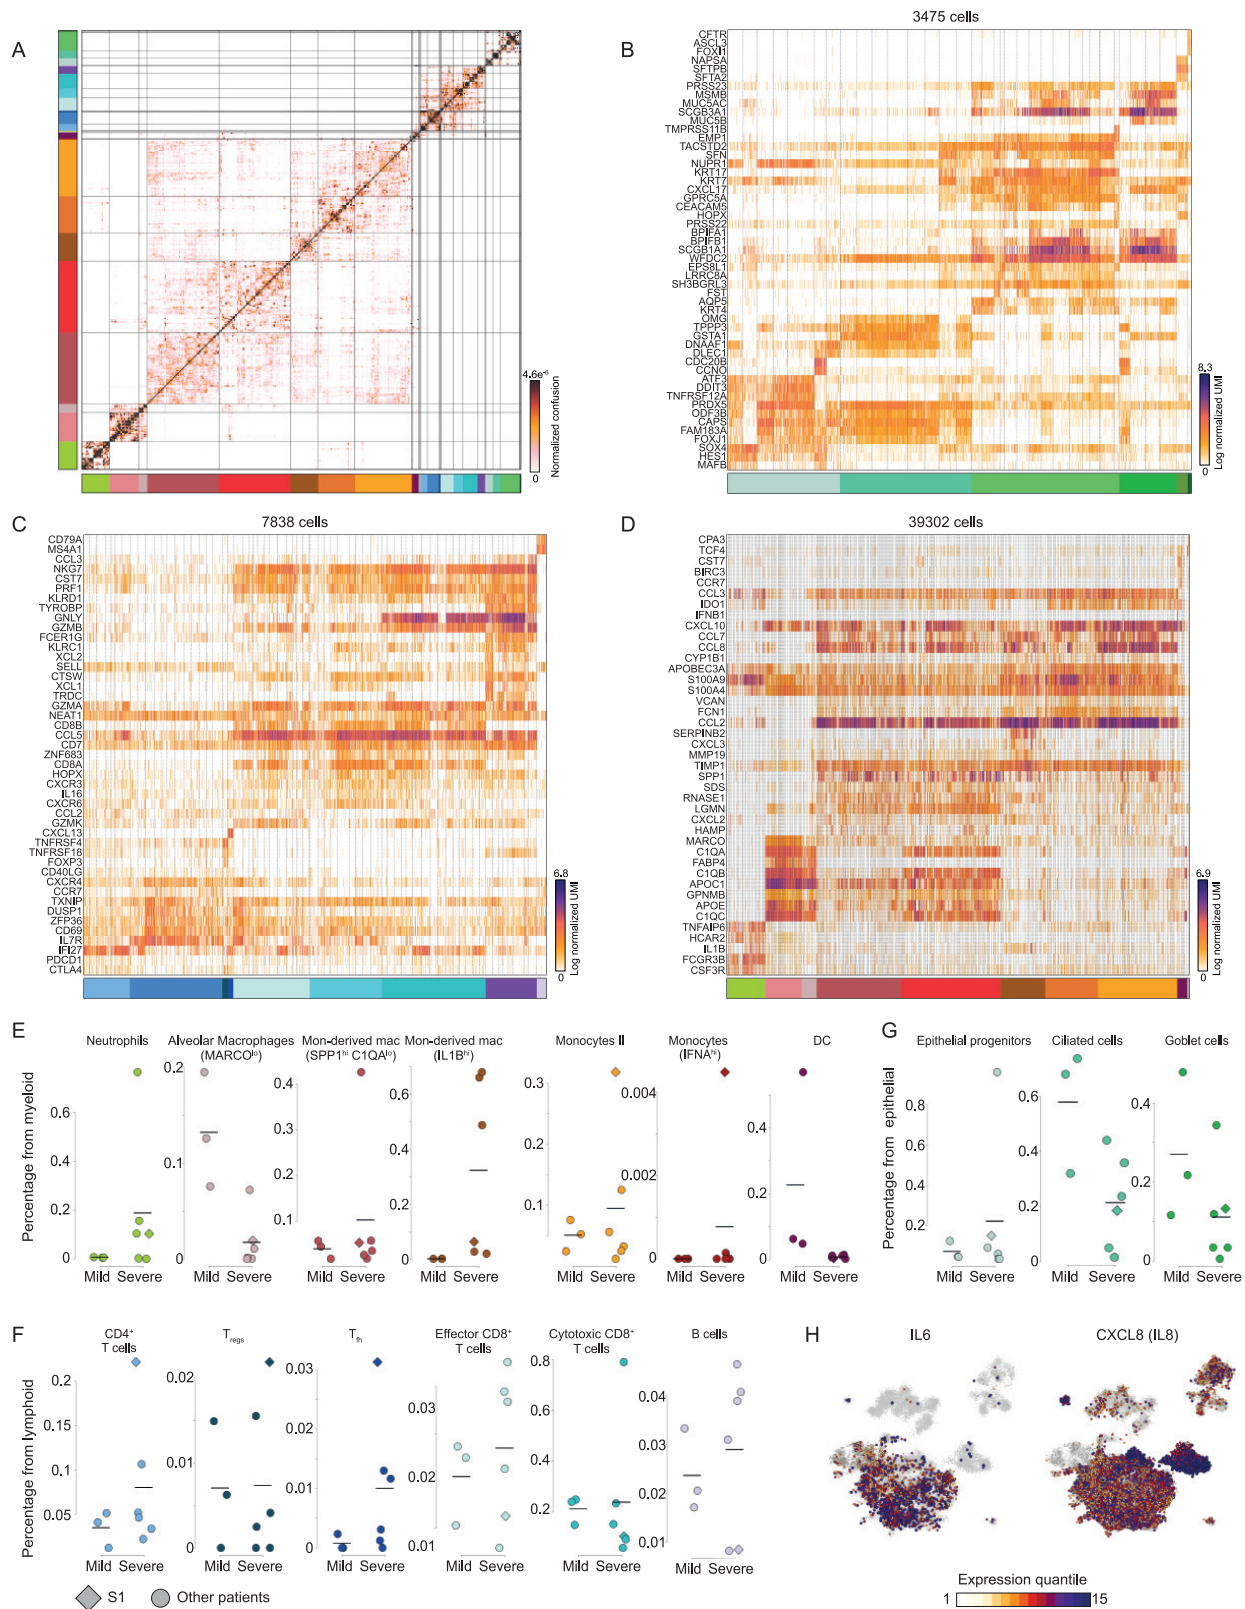 A
4.6e⁻⁶
0
Normalized confusion
B
3475 cells
CFTR
ASCL3
FOXI1
NAPSA
SFTPB
SFTA2
PRSS23
MSMB
MUC5AC
SCGB3A1
MUC5B
TMPRSS11B
EMP1
TACSTD2
SFN
NUPR1
KRT17
KRT7
CXCL17
GPRC5A
CEACAM5
HOPX
PRSS22
BPIFA1
BPIFB1
SCGB1A1
WFDC2
EPS8L1
LRRC8A
SH3BGRL3
FST
AQP5
KRT4
OMG
TPPP3
GSTA1
DNAAF1
DLEC1
CDC20B
CCNO
ATF3
DDIT3
TNFRSF12A
PRDX5
ODF3B
CAPS
FAM183A
FOXJ1
SOX4
HES1
MAFB
8.3
0
Log normalized UMI
C
7838 cells
CD79A
MS4A1
CCL3
NKG7
CST7
PRF1
KLRD1
TYROBP
GNLY
GZMB
FCER1G
KLRC1
XCL2
SELL
CTSW
XCL1
TRDC
GZMA
NEAT1
CD8B
CCL5
CD7
ZNF683
CD8A
HOPX
CXCR3
IL16
CXCR6
CCL2
GZMK
CXCL13
TNFRSF4
TNFRSF18
FOXP3
CD40LG
CXCR4
CCR7
TXNIP
DUSP1
ZFP36
CD69
IL7R
IFI27
PDCD1
CTLA4
6.8
0
Log normalized UMI
D
39302 cells
CPA3
TCF4
CST7
BIRC3
CCR7
CCL3
IDO1
IFNB1
CXCL10
CCL7
CCL8
CYP1B1
APOBEC3A
S100A9
S100A4
VCAN
FCN1
CCL2
SERPINB2
CXCL3
MMP19
TIMP1
SPP1
SDS
RNASE1
LGMN
CXCL2
HAMP
MARCO
C1QA
FABP4
C1QB
APOC1
GPNMB
APOE
C1QC
TNFAIP6
HCAR2
IL1B
FCGR3B
CSF3R
6.9
0
Log normalized UMI
E
Percentage from myeloid
Neutrophils
0.6
0.4
0.2
0
Mild Severe
Alveolar Macrophages
(MARCOˡᵒ)
0.2
0.1
0
Mild Severe
Mon-derived mac
(SPP1ʰⁱ C1QAˡᵒ)
0.4
0.3
0.2
0.1
0
Mild Severe
Mon-derived mac
(IL1Bʰⁱ)
0.6
0.4
0.2
0
Mild Severe
Monocytes II
0.3
0.2
0.1
0
Mild Severe
Monocytes
(IFNAʰⁱ)
0.002
0.001
0
Mild Severe
DC
0.4
0.2
0
Mild Severe
G
Percentage from epithelial
Epithelial progenitors
0.8
0.6
0.4
0.2
Mild Severe
Ciliated cells
0.6
0.4
0.2
0
Mild Severe
Goblet cells
0.4
0.2
0
Mild Severe
F
Percentage from lymphoid
CD4⁺
T cells
0.2
0.15
0.10
0.05
Mild Severe
Tregs
0.02
0.01
0
Mild Severe
Tfh
0.03
0.02
0.01
0
Mild Severe
Effector CD8⁺
T cells
0.03
0.02
0.01
Mild Severe
Cytotoxic CD8⁺
T cells
0.8
0.6
0.4
0.2
Mild Severe
B cells
0.04
0.03
0.02
0.01
Mild Severe
S1
Other patients
H
IL6
CXCL8 (IL8)
Expression quantile
1
15